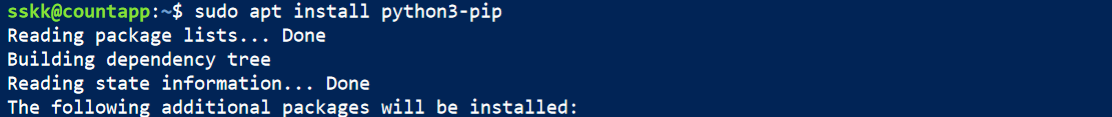 sskk@countapp:~$ sudo apt install python3-pip
Reading package lists... Done
Building dependency tree
Reading state information... Done
The following additional packages will be installed: